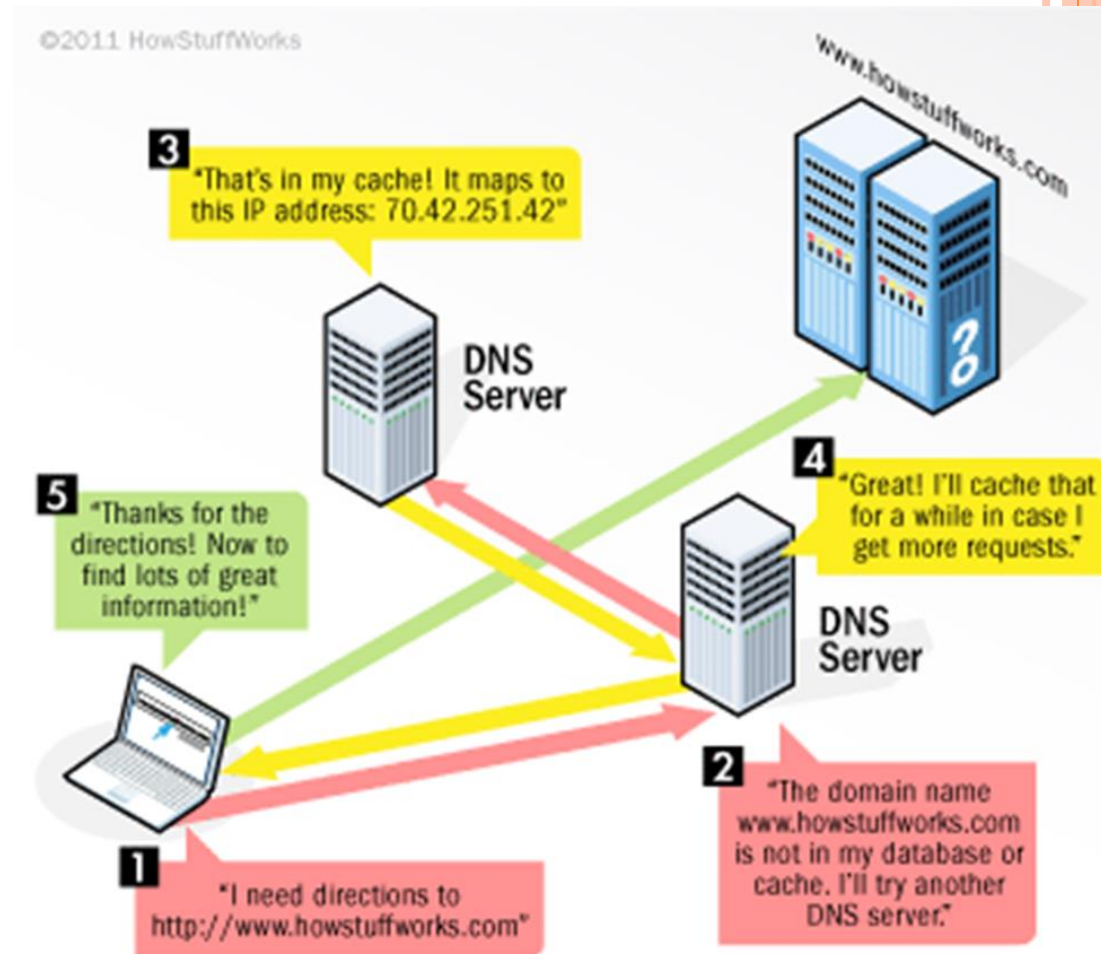 ©2011 HowStuffWorks
www.howstuffworks.com
3
"That's in my cache! It maps to
this IP address: 70.42.251.42"
DNS
Server
4
"Great! I'll cache that
for a while in case I
get more requests."
5
"Thanks for the
directions! Now to
find lots of great
information!"
DNS
Server
2
"The domain name
www.howstuffworks.com
is not in my database or
cache. I'll try another
DNS server."
1
"I need directions to
http://www.howstuffworks.com"